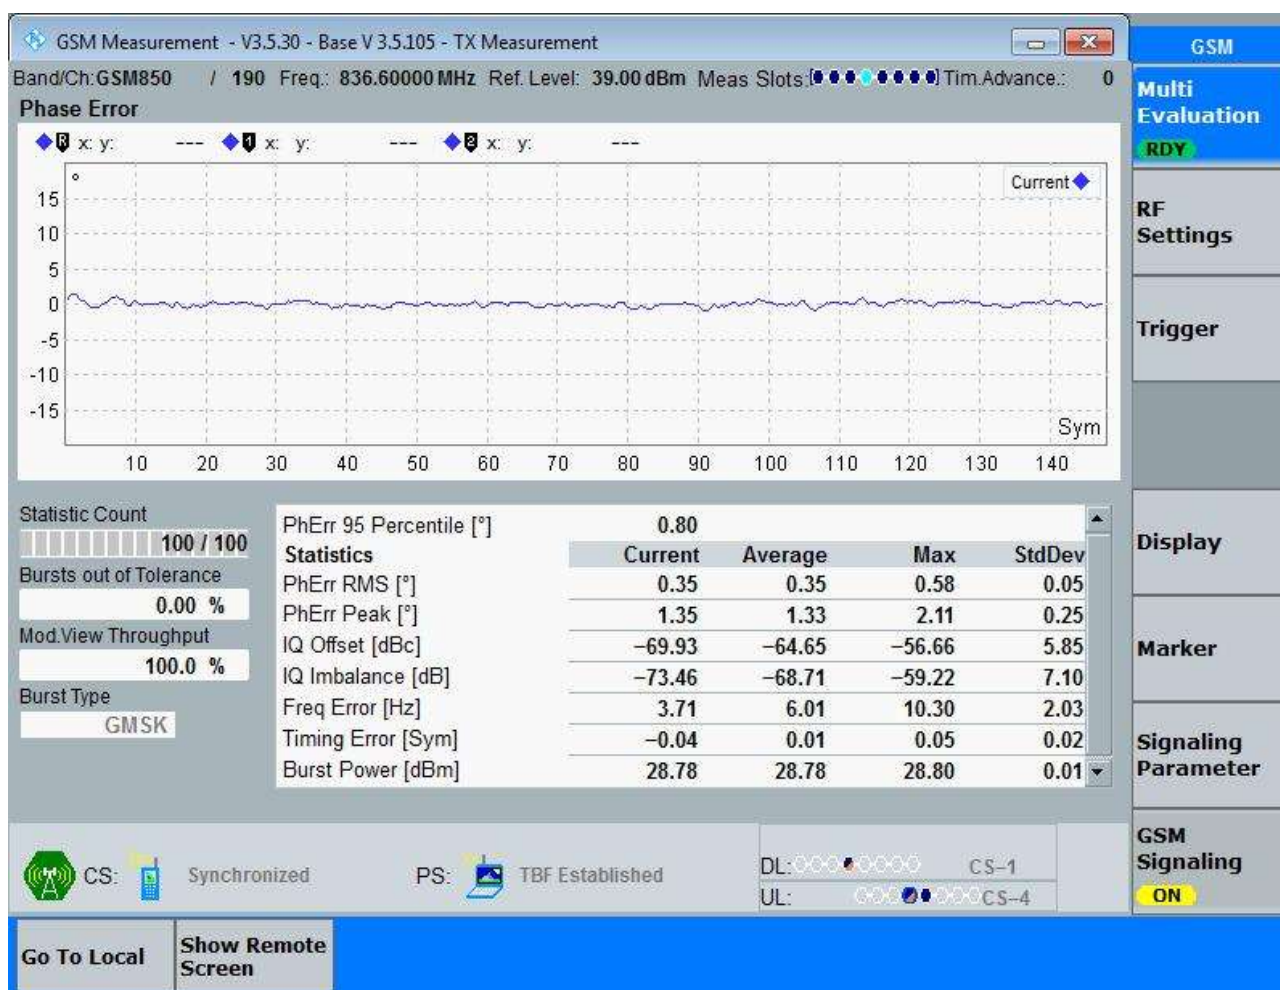 GSM Measurement - V3.5.30 - Base V 3.5.105 - TX Measurement
GSM
Band/Ch:GSM850 / 190 Freq.: 836.60000 MHz Ref. Level: 39.00 dBm Meas Slots: Tim.Advance.: 0
Phase Error
R x: y: --- 1 x: y: --- 2 x: y: ---
°
Current
15
10
5
0
-5
-10
-15
Sym
10 20 30 40 50 60 70 80 90 100 110 120 130 140
Statistic Count
100 / 100
Bursts out of Tolerance
0.00 %
Mod.View Throughput
100.0 %
Burst Type
GMSK
PhErr 95 Percentile [°] 0.80
Statistics Current Average Max StdDev
PhErr RMS [°] 0.35 0.35 0.58 0.05
PhErr Peak [°] 1.35 1.33 2.11 0.25
IQ Offset [dBc] −69.93 −64.65 −56.66 5.85
IQ Imbalance [dB] −73.46 −68.71 −59.22 7.10
Freq Error [Hz] 3.71 6.01 10.30 2.03
Timing Error [Sym] −0.04 0.01 0.05 0.02
Burst Power [dBm] 28.78 28.78 28.80 0.01
CS: Synchronized PS: TBF Established
DL: CS−1
UL: CS−4
Multi
Evaluation
RDY
RF
Settings
Trigger
Display
Marker
Signaling
Parameter
GSM
Signaling
ON
Go To Local
Show Remote
Screen